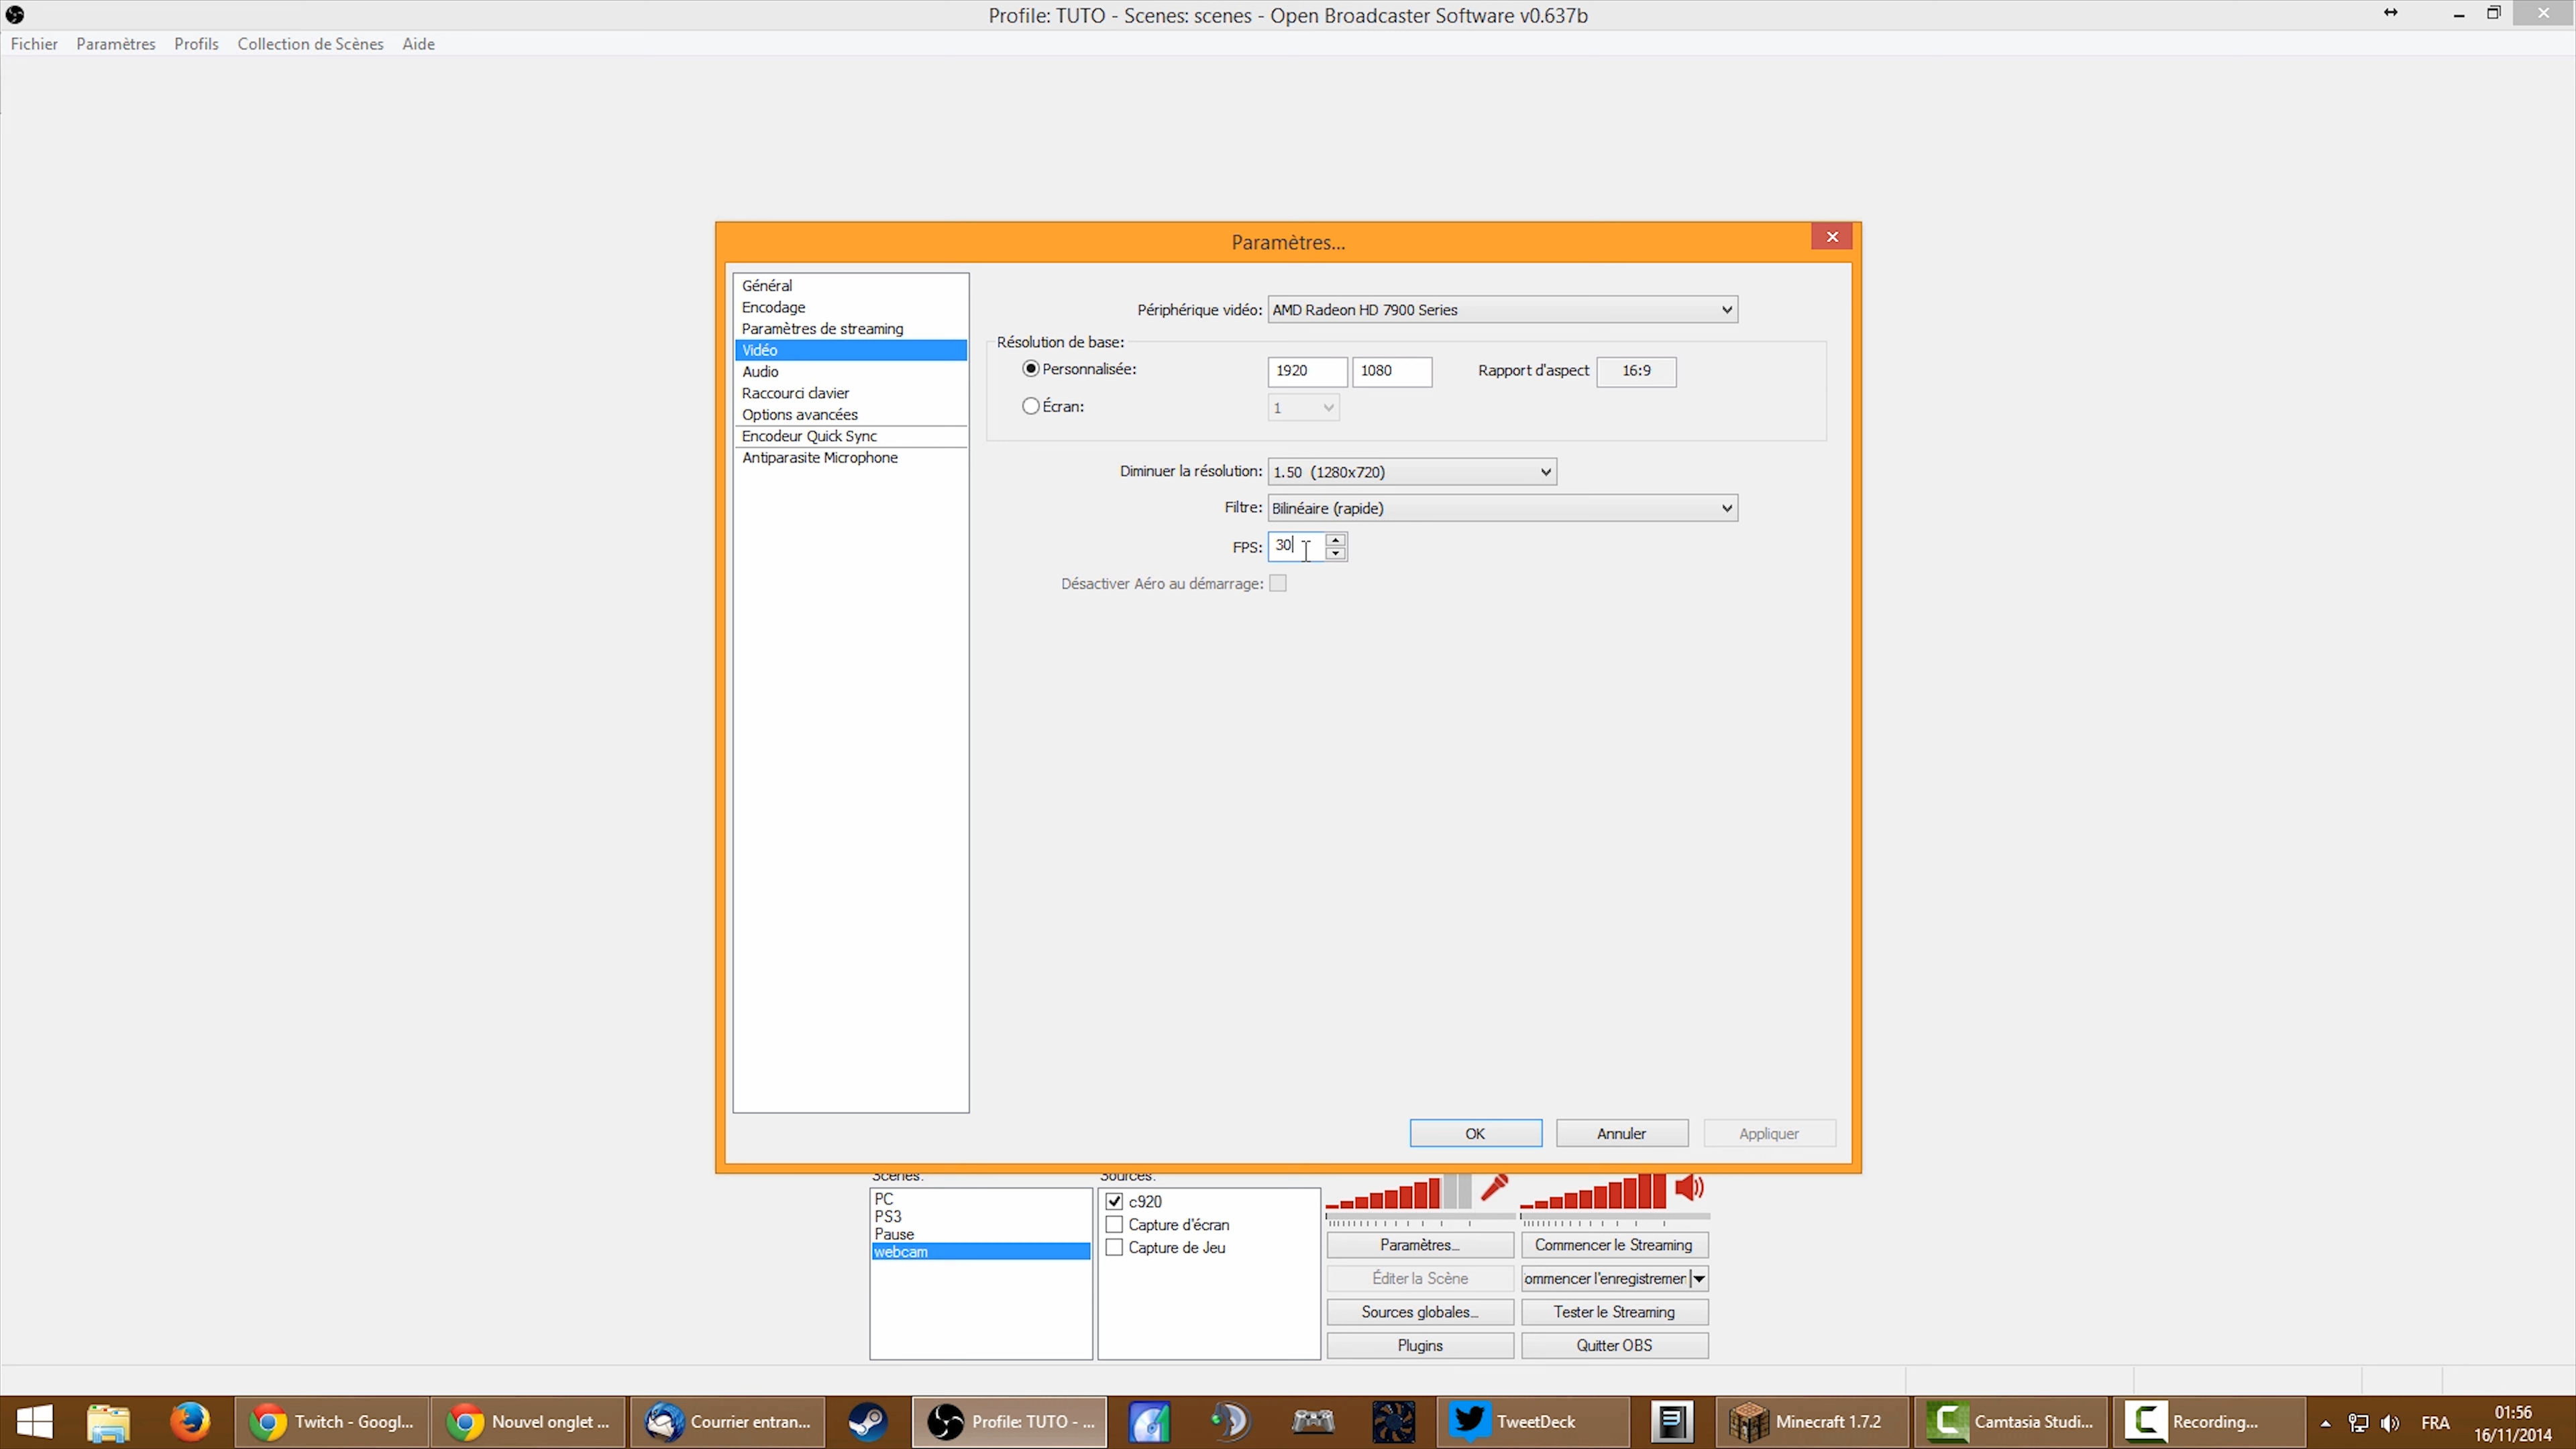 Profile: TUTO - Scenes: scenes - Open Broadcaster Software v0.637b
Fichier Paramètres Profils Collection de Scènes Aide
Paramètres...
Général
Encodage
Paramètres de streaming
Vidéo
Audio
Raccourci clavier
Options avancées
Encodeur Quick Sync
Antiparasite Microphone
Périphérique vidéo: AMD Radeon HD 7900 Series
Résolution de base:
Personnalisée: 1920 1080 Rapport d'aspect 16:9
Écran: 1
Diminuer la résolution: 1.50 (1280x720)
Filtre: Bilinéaire (rapide)
FPS: 30
Désactiver Aéro au démarrage:
OK Annuler Appliquer
Scènes: Sources:
PC
PS3
Pause
webcam
c920
Capture d'écran
Capture de Jeu
Paramètres... Commencer le Streaming
Éditer la Scène ommencer l'enregistremer
Sources globales... Tester le Streaming
Plugins Quitter OBS
Twitch - Googl... Nouvel onglet ... Courrier entran... Profile: TUTO - ... TweetDeck Minecraft 1.7.2 Camtasia Studi... Recording... FRA 01:56
16/11/2014